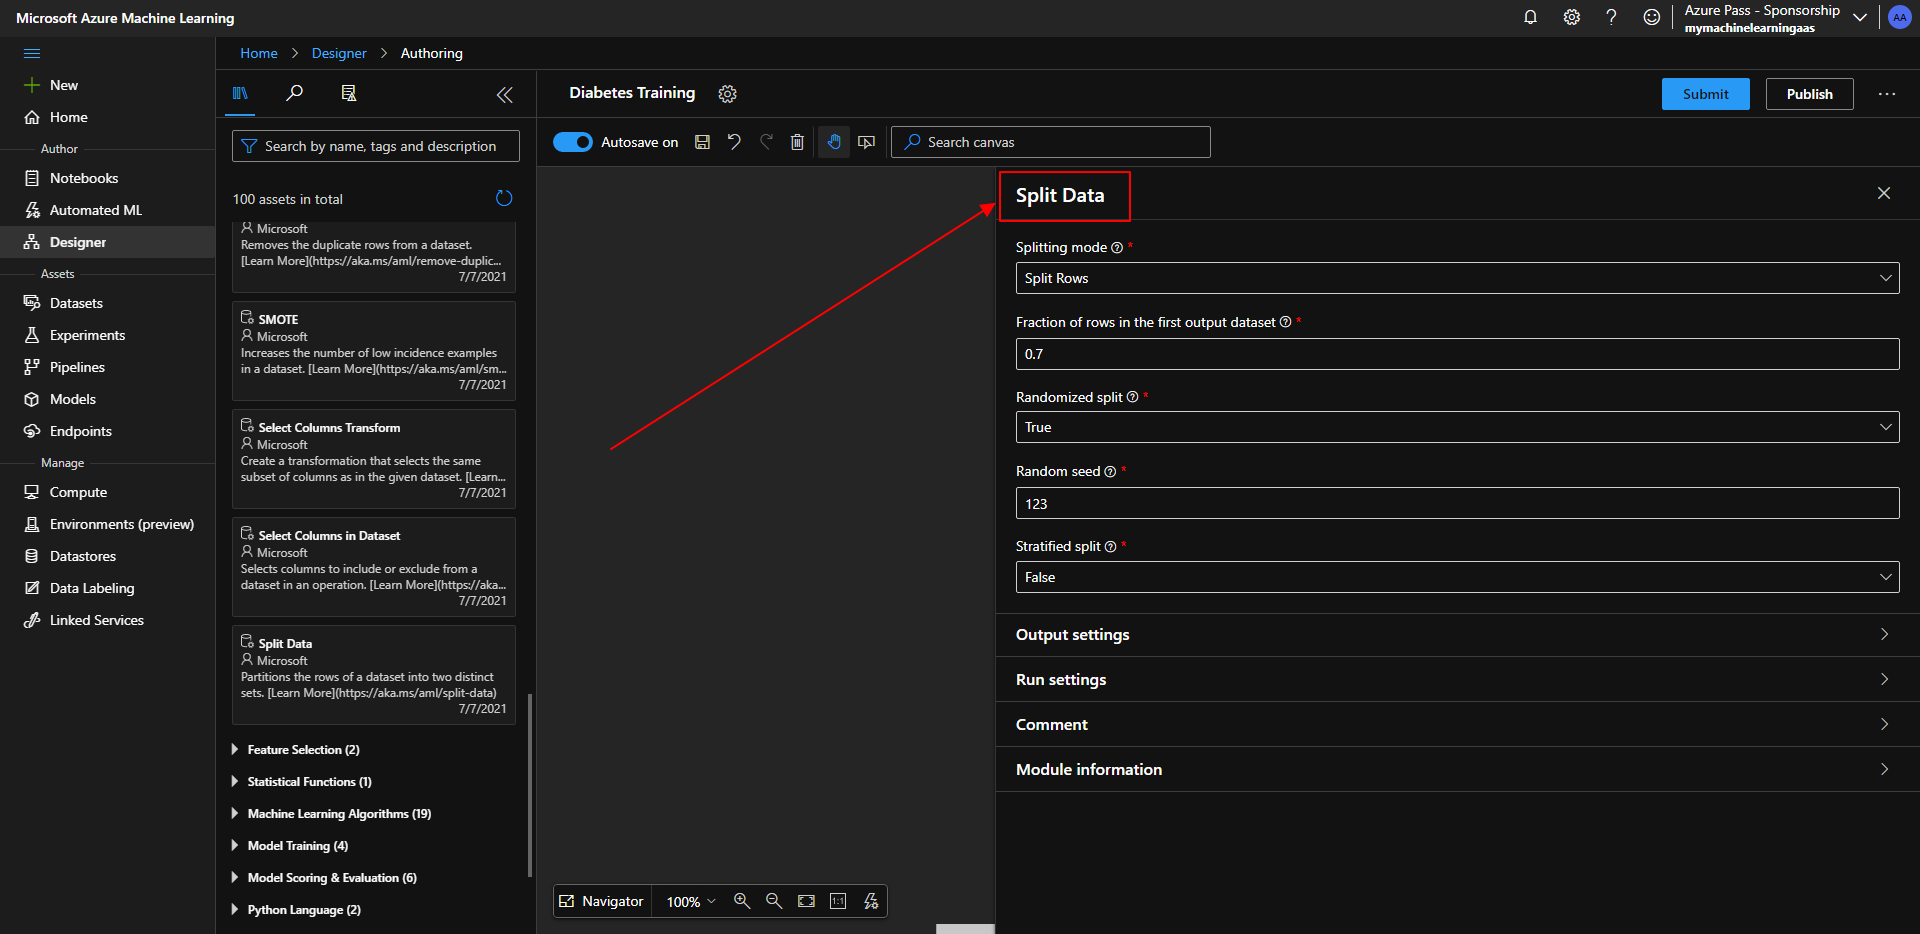 Microsoft Azure Machine Learning
Azure Pass - Sponsorship
mymachinelearningaas
AA
New
Home
Author
Notebooks
Automated ML
Designer
Assets
Datasets
Experiments
Pipelines
Models
Endpoints
Manage
Compute
Environments (preview)
Datastores
Data Labeling
Linked Services
Home > Designer > Authoring
Search by name, tags and description
100 assets in total
Microsoft
Removes the duplicate rows from a dataset.
[Learn More](https://aka.ms/aml/remove-duplic...
7/7/2021
SMOTE
Microsoft
Increases the number of low incidence examples
in a dataset. [Learn More](https://aka.ms/aml/sm...
7/7/2021
Select Columns Transform
Microsoft
Create a transformation that selects the same
subset of columns as in the given dataset. [Learn...
7/7/2021
Select Columns in Dataset
Microsoft
Selects columns to include or exclude from a
dataset in an operation. [Learn More](https://aka...
7/7/2021
Split Data
Microsoft
Partitions the rows of a dataset into two distinct
sets. [Learn More](https://aka.ms/aml/split-data)
7/7/2021
Feature Selection (2)
Statistical Functions (1)
Machine Learning Algorithms (19)
Model Training (4)
Model Scoring & Evaluation (6)
Python Language (2)
Diabetes Training
Submit
Publish
Autosave on
Search canvas
Navigator
100%
1:1
Split Data
Splitting mode *
Split Rows
Fraction of rows in the first output dataset *
0.7
Randomized split *
True
Random seed *
123
Stratified split *
False
Output settings
Run settings
Comment
Module information